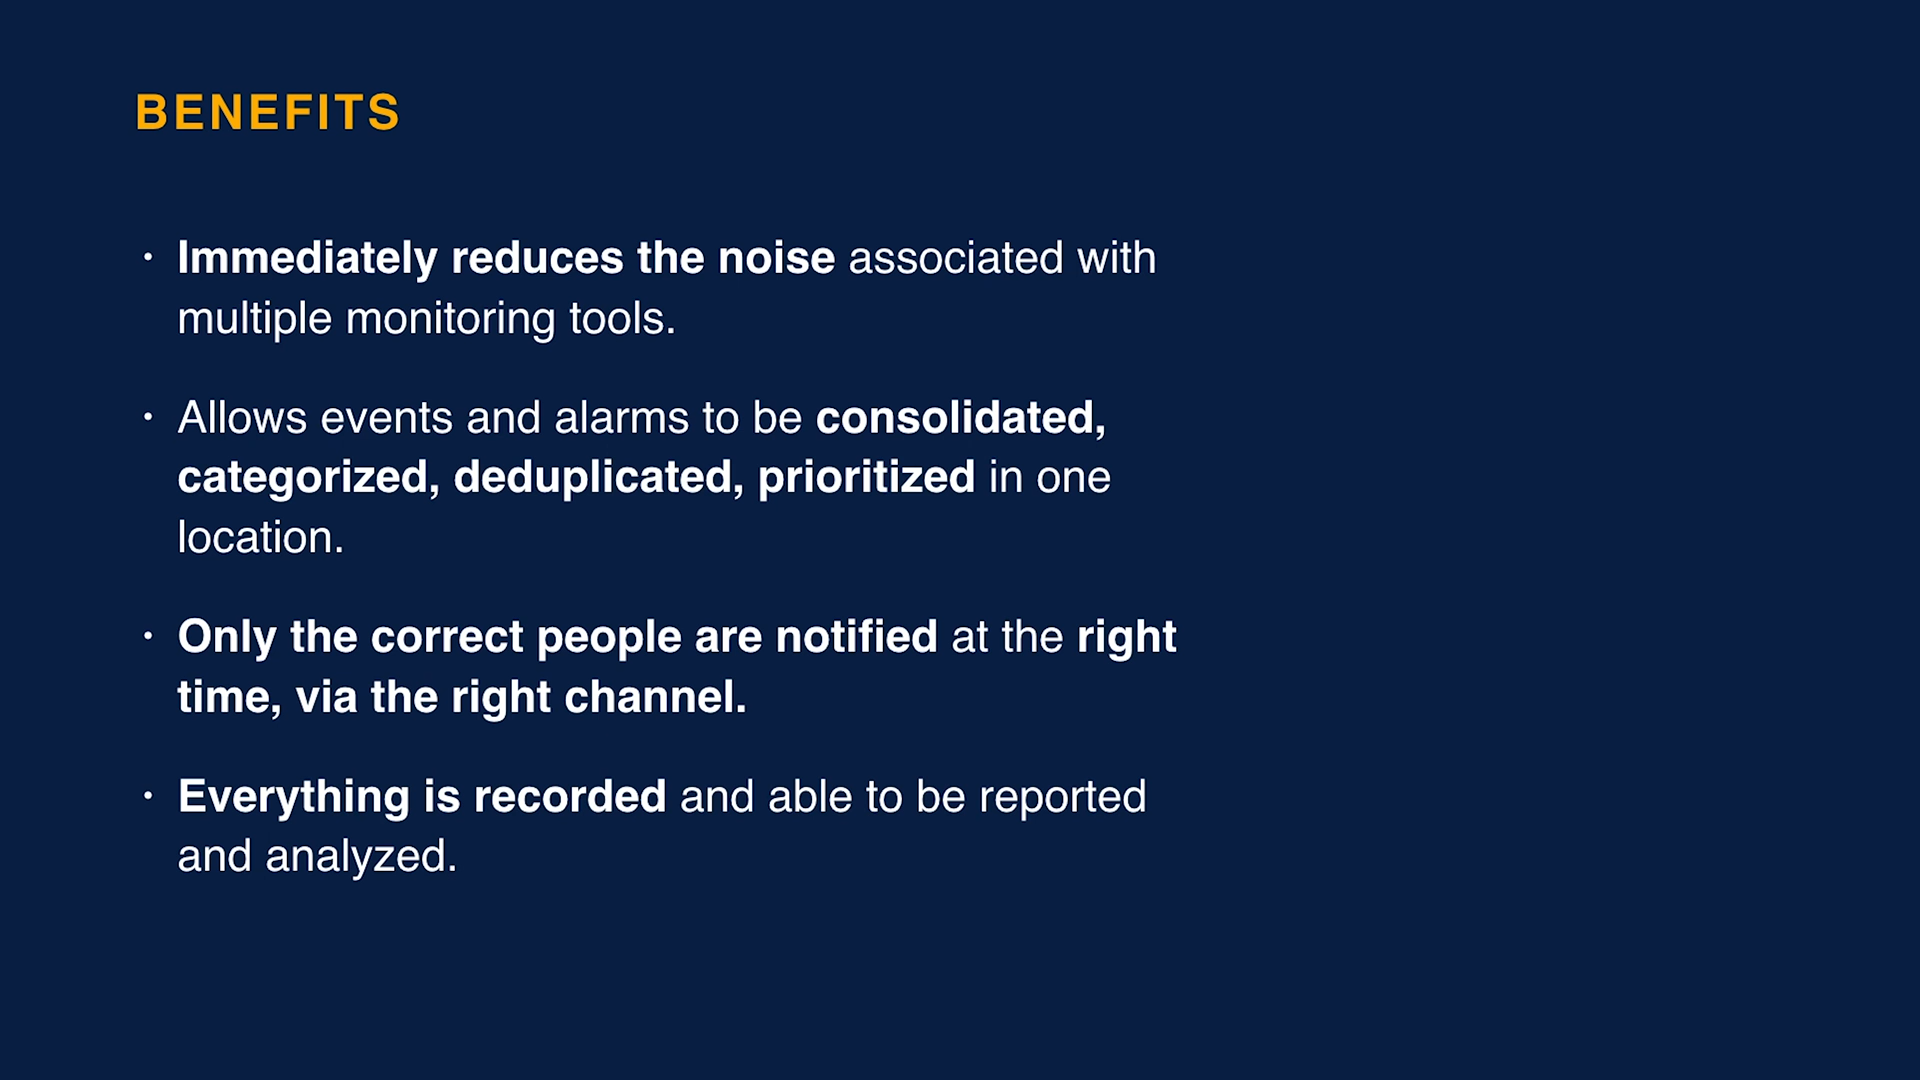 BENEFITS
· Immediately reduces the noise associated with
multiple monitoring tools.
· Allows events and alarms to be consolidated,
categorized, deduplicated, prioritized in one
location.
· Only the correct people are notified at the right
time, via the right channel.
· Everything is recorded and able to be reported
and analyzed.